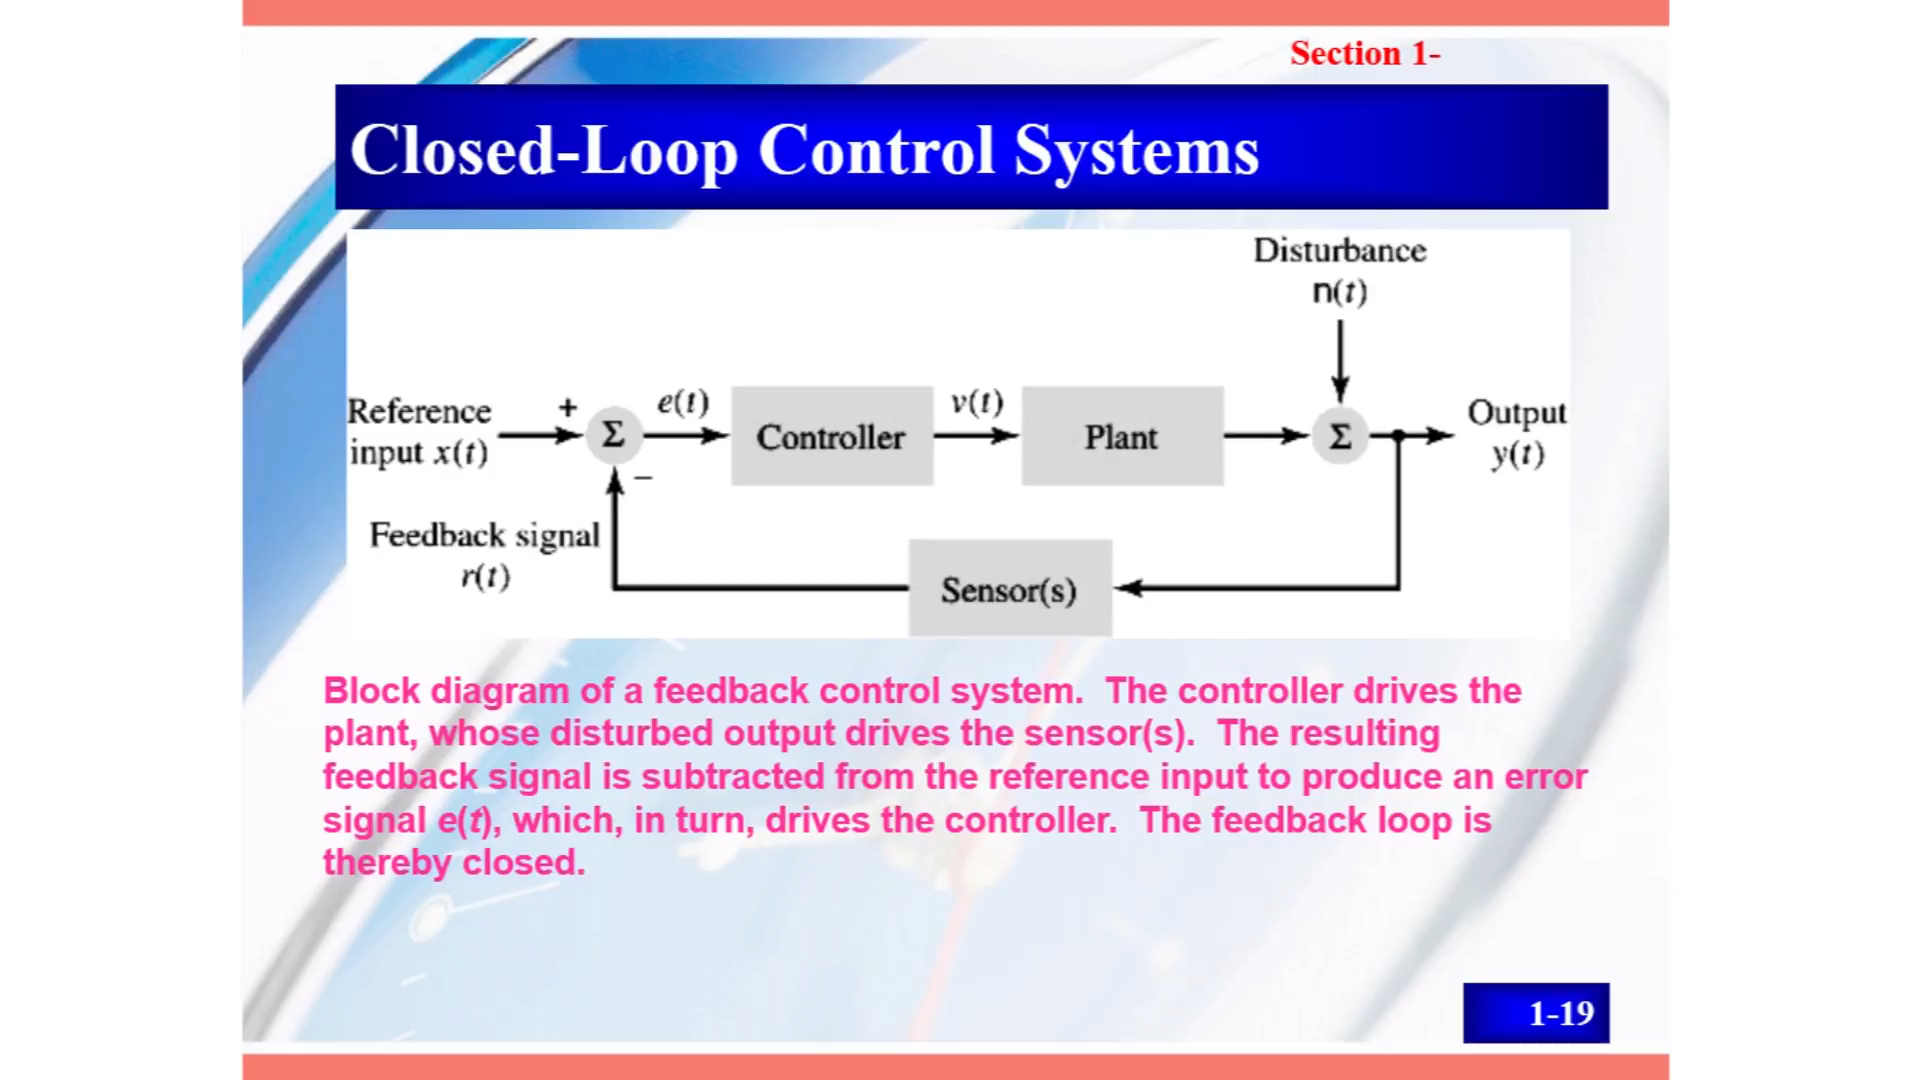 Section 1-
Closed-Loop Control Systems
Disturbance
n(t)
Reference
input x(t)
+
Σ
e(t)
Controller
v(t)
Plant
Σ
Output
y(t)
−
Feedback signal
r(t)
Sensor(s)
Block diagram of a feedback control system. The controller drives the
plant, whose disturbed output drives the sensor(s). The resulting
feedback signal is subtracted from the reference input to produce an error
signal e(t), which, in turn, drives the controller. The feedback loop is
thereby closed.
1-19